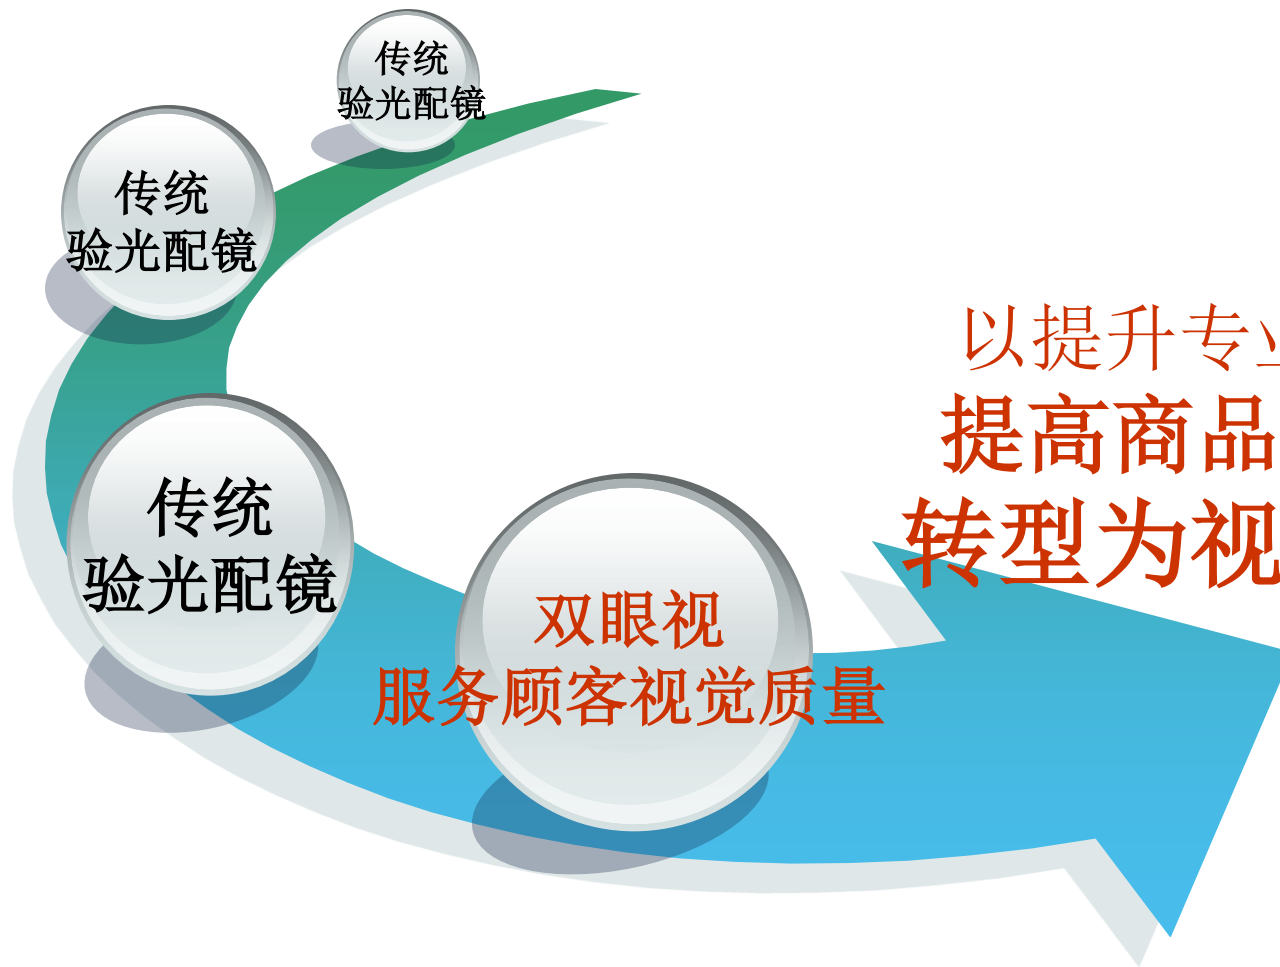 传统
验光配镜
传统
验光配镜
传统
验光配镜
双眼视
服务顾客视觉质量
以提升专业
提高商品
转型为视